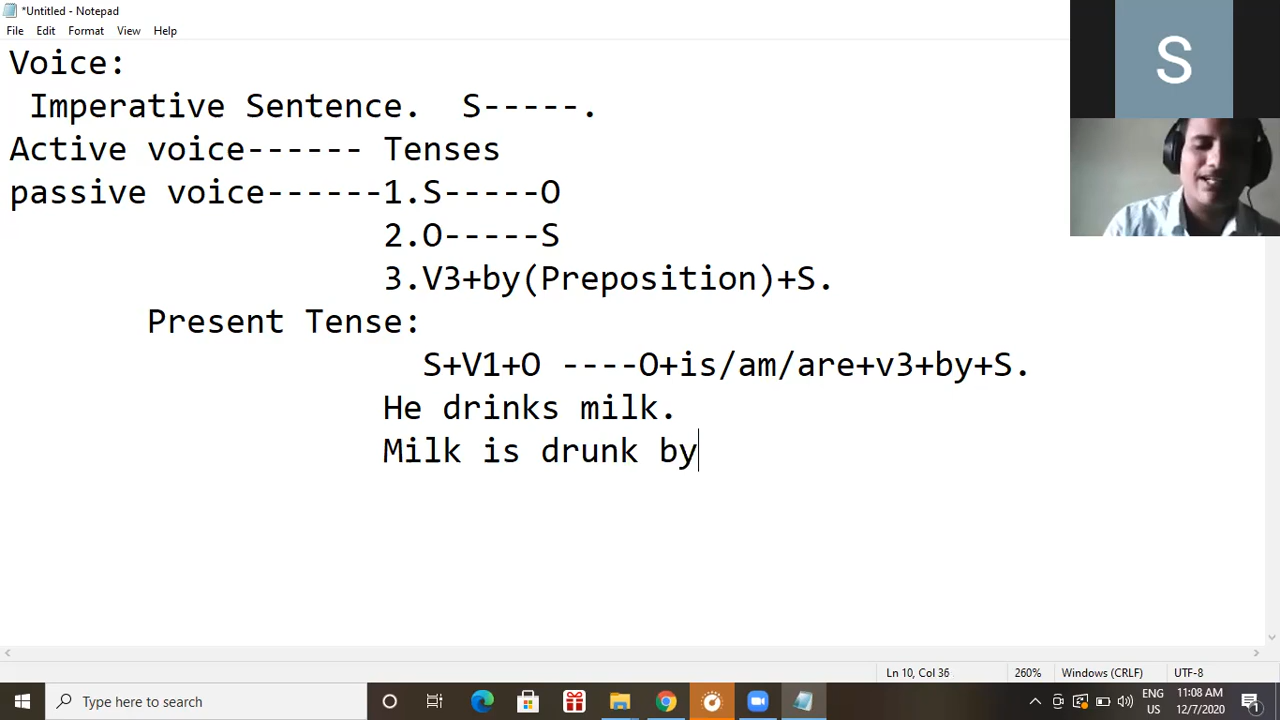 *Untitled - Notepad
File Edit Format View Help
Voice:
Imperative Sentence. S-----.
Active voice------ Tenses
passive voice------1.S-----O
2.O-----S
3.V3+by(Preposition)+S.
Present Tense:
S+V1+O ----O+is/am/are+v3+by+S.
He drinks milk.
Milk is drunk by
S
Ln 10, Col 36 260% Windows (CRLF) UTF-8
Type here to search
ENG
US
11:08 AM
12/7/2020
1